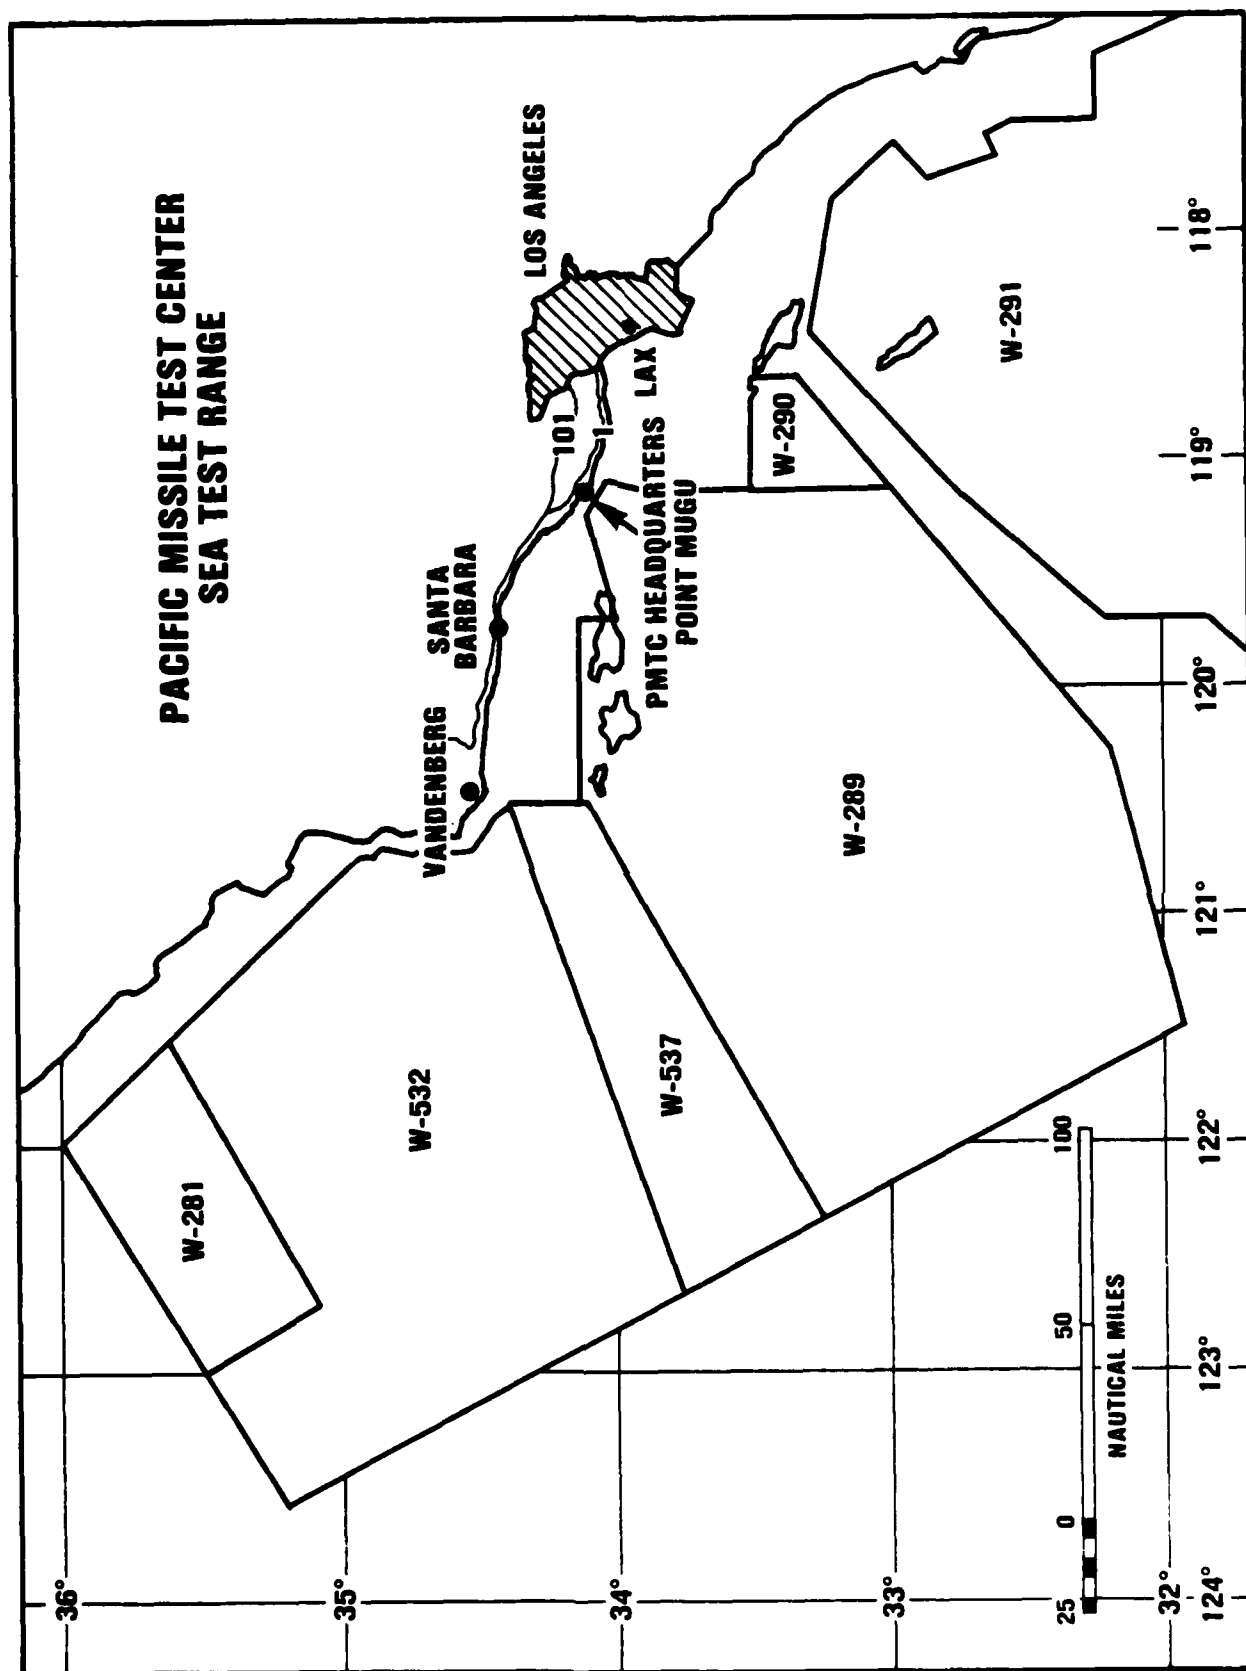 PACIFIC MISSILE TEST CENTER
SEA TEST RANGE
36°
35°
34°
33°
32°
124°
123°
122°
121°
120°
119°
118°
W-281
W-532
W-537
W-289
W-290
W-291
VANDENBERG
SANTA
BARBARA
101
1
LOS ANGELES
LAX
PMTC HEADQUARTERS
POINT MUGU
25 0 50 100
NAUTICAL MILES